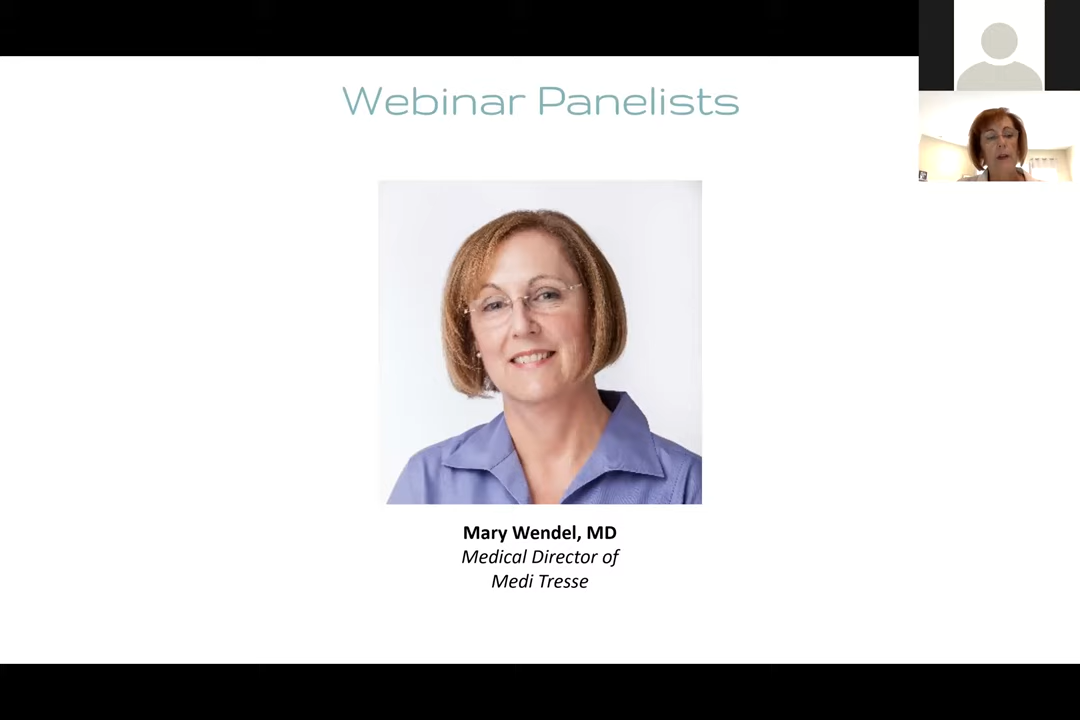 Webinar Panelists
Mary Wendel, MD
Medical Director of
Medi Tresse